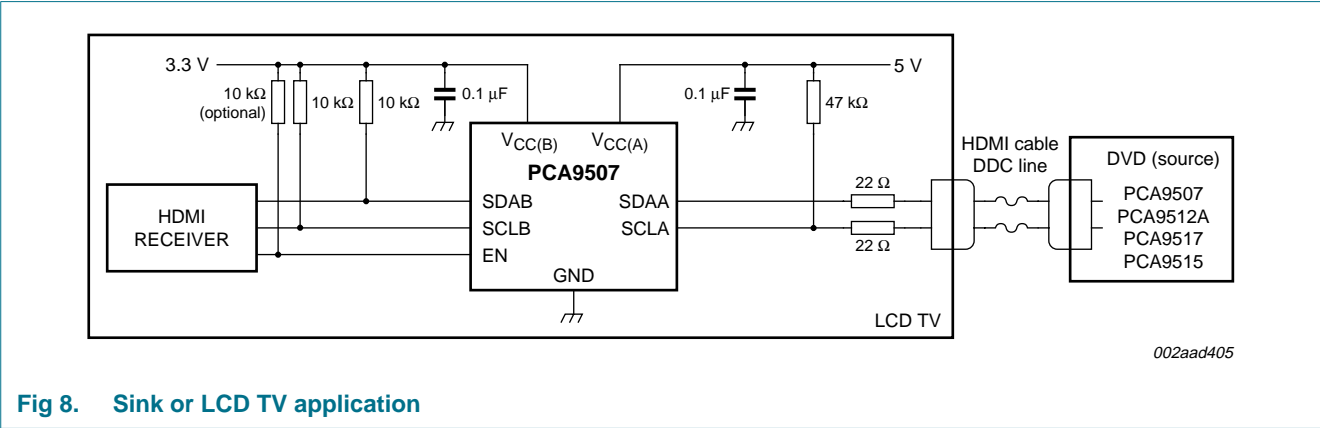 3.3 V
5 V
10 kΩ
(optional)
10 kΩ
10 kΩ
0.1 μF
0.1 μF
47 kΩ
VCC(B)
VCC(A)
PCA9507
HDMI cable
DDC line
DVD (source)
PCA9507
PCA9512A
PCA9517
PCA9515
HDMI
RECEIVER
SDAB
SCLB
EN
SDAA
SCLA
22 Ω
22 Ω
GND
LCD TV
002aad405
Fig 8. Sink or LCD TV application